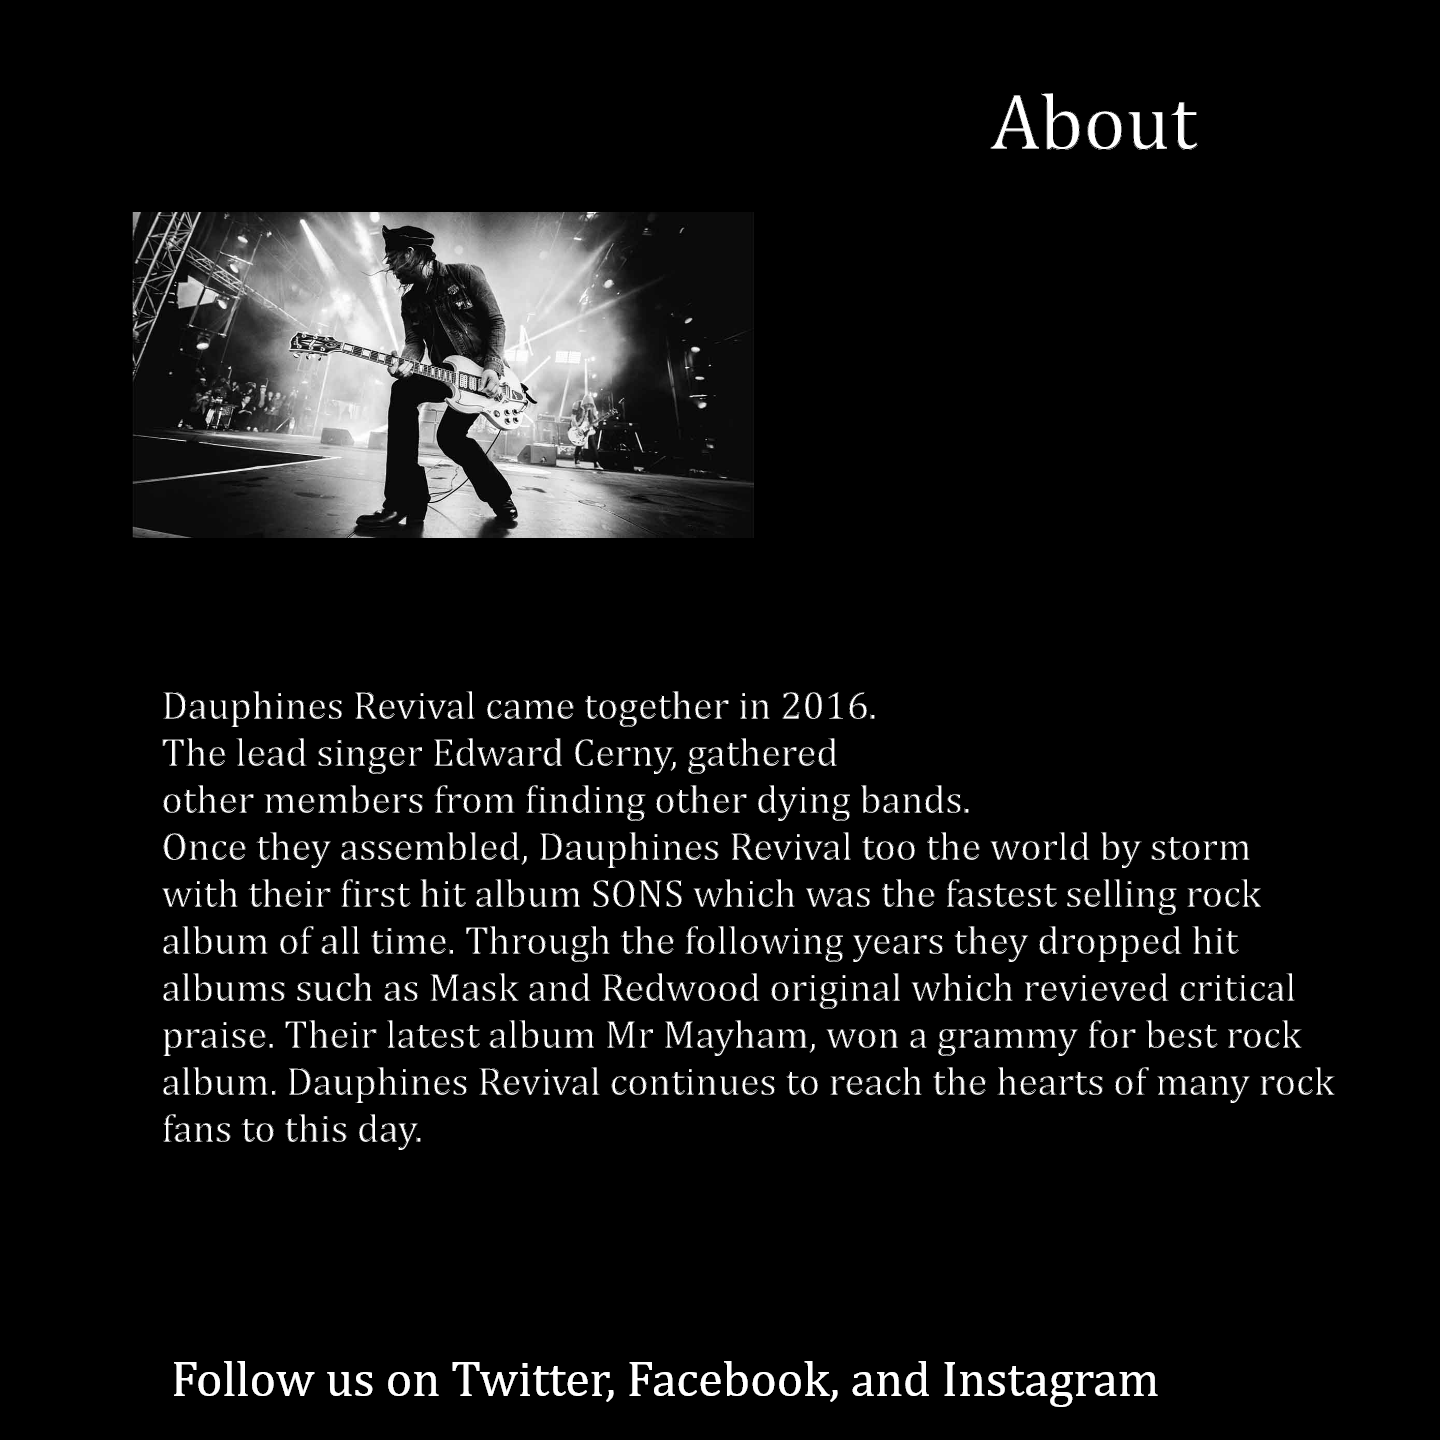 About
Dauphines Revival came together in 2016.
The lead singer Edward Cerny, gathered
other members from finding other dying bands.
Once they assembled, Dauphines Revival too the world by storm
with their first hit album SONS which was the fastest selling rock
album of all time. Through the following years they dropped hit
albums such as Mask and Redwood original which revieved critical
praise. Their latest album Mr Mayham, won a grammy for best rock
album. Dauphines Revival continues to reach the hearts of many rock
fans to this day.
Follow us on Twitter, Facebook, and Instagram